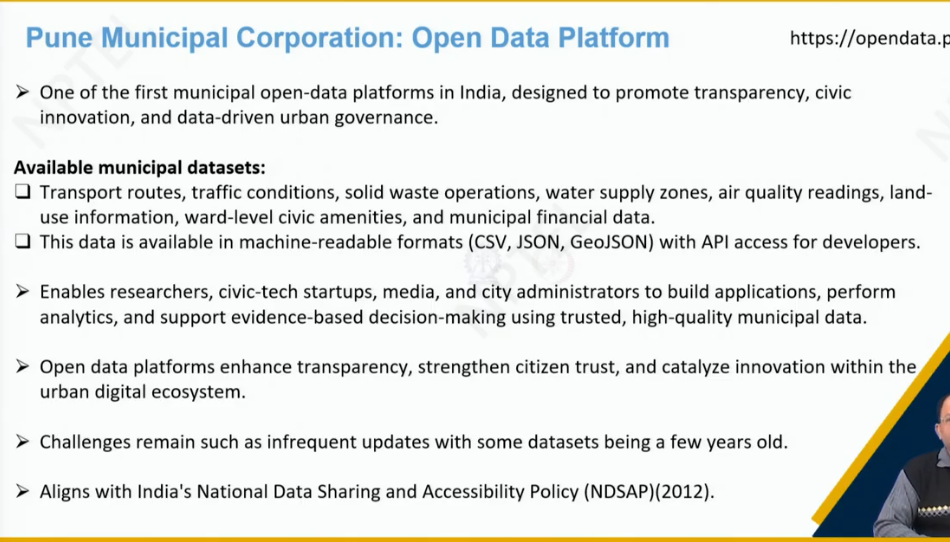 Pune Municipal Corporation: Open Data Platform
https://opendata.p
➢ One of the first municipal open-data platforms in India, designed to promote transparency, civic
innovation, and data-driven urban governance.
Available municipal datasets:
❑ Transport routes, traffic conditions, solid waste operations, water supply zones, air quality readings, land-
use information, ward-level civic amenities, and municipal financial data.
❑ This data is available in machine-readable formats (CSV, JSON, GeoJSON) with API access for developers.
➢ Enables researchers, civic-tech startups, media, and city administrators to build applications, perform
analytics, and support evidence-based decision-making using trusted, high-quality municipal data.
➢ Open data platforms enhance transparency, strengthen citizen trust, and catalyze innovation within the
urban digital ecosystem.
➢ Challenges remain such as infrequent updates with some datasets being a few years old.
➢ Aligns with India's National Data Sharing and Accessibility Policy (NDSAP)(2012).